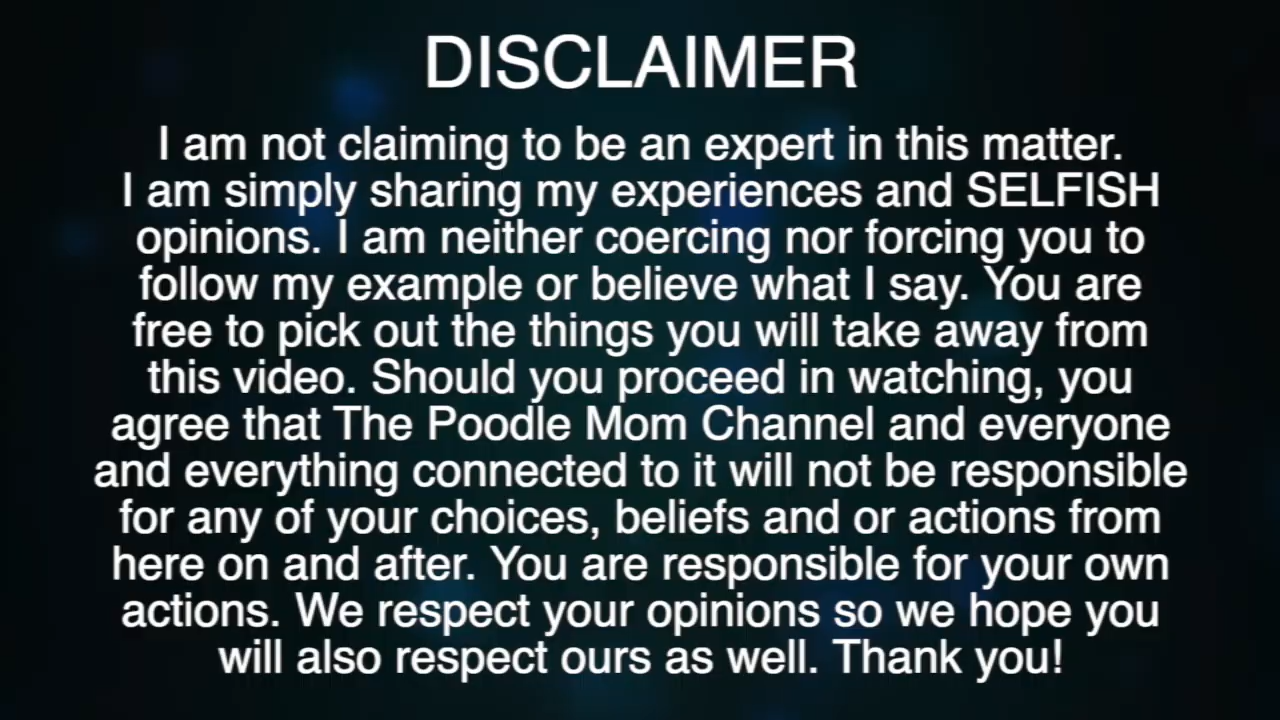 DISCLAIMER
I am not claiming to be an expert in this matter.
I am simply sharing my experiences and SELFISH
opinions. I am neither coercing nor forcing you to
follow my example or believe what I say. You are
free to pick out the things you will take away from
this video. Should you proceed in watching, you
agree that The Poodle Mom Channel and everyone
and everything connected to it will not be responsible
for any of your choices, beliefs and or actions from
here on and after. You are responsible for your own
actions. We respect your opinions so we hope you
will also respect ours as well. Thank you!